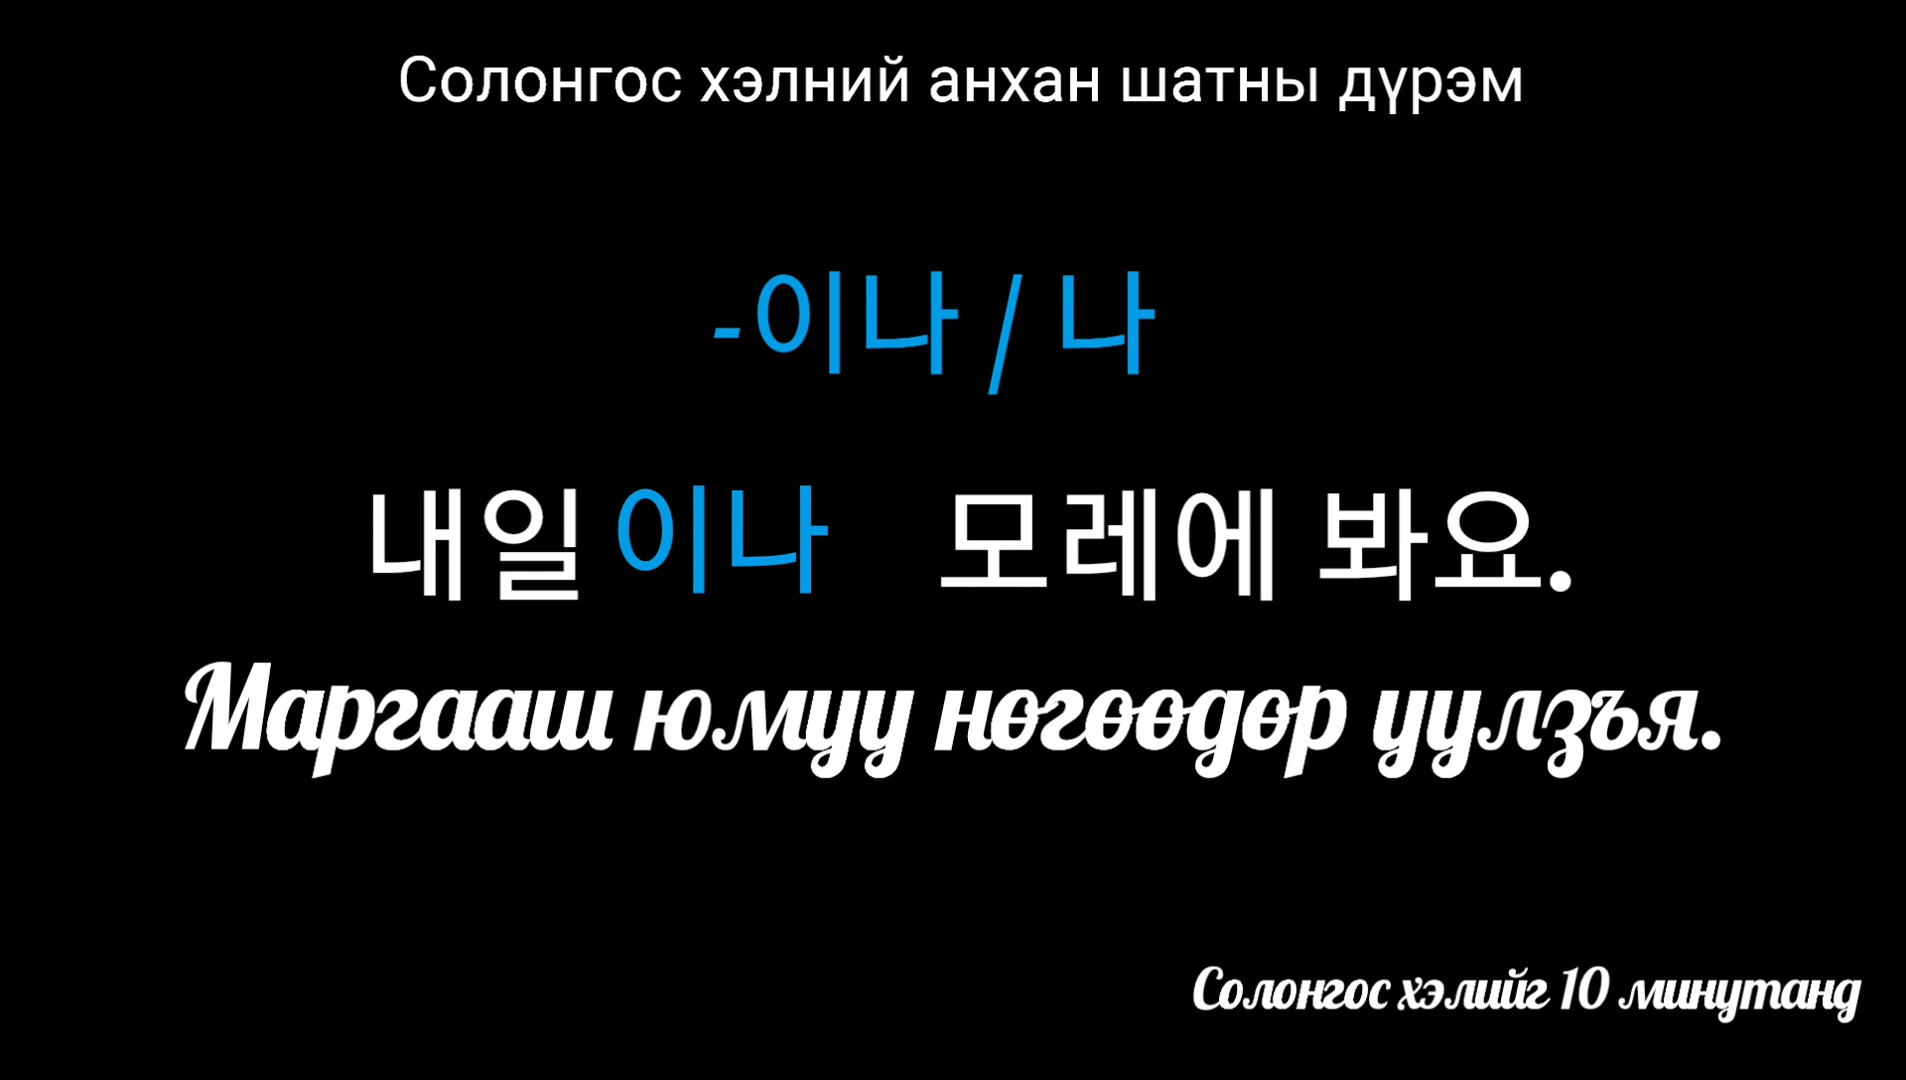 Солонгос хэлний анхан шатны дүрэм
-이나 / 나
내일 이나 모레에 봐요.
Маргааш юмуу нөгөөдөр уулзъя.
Солонгос хэлийг 10 минутанд